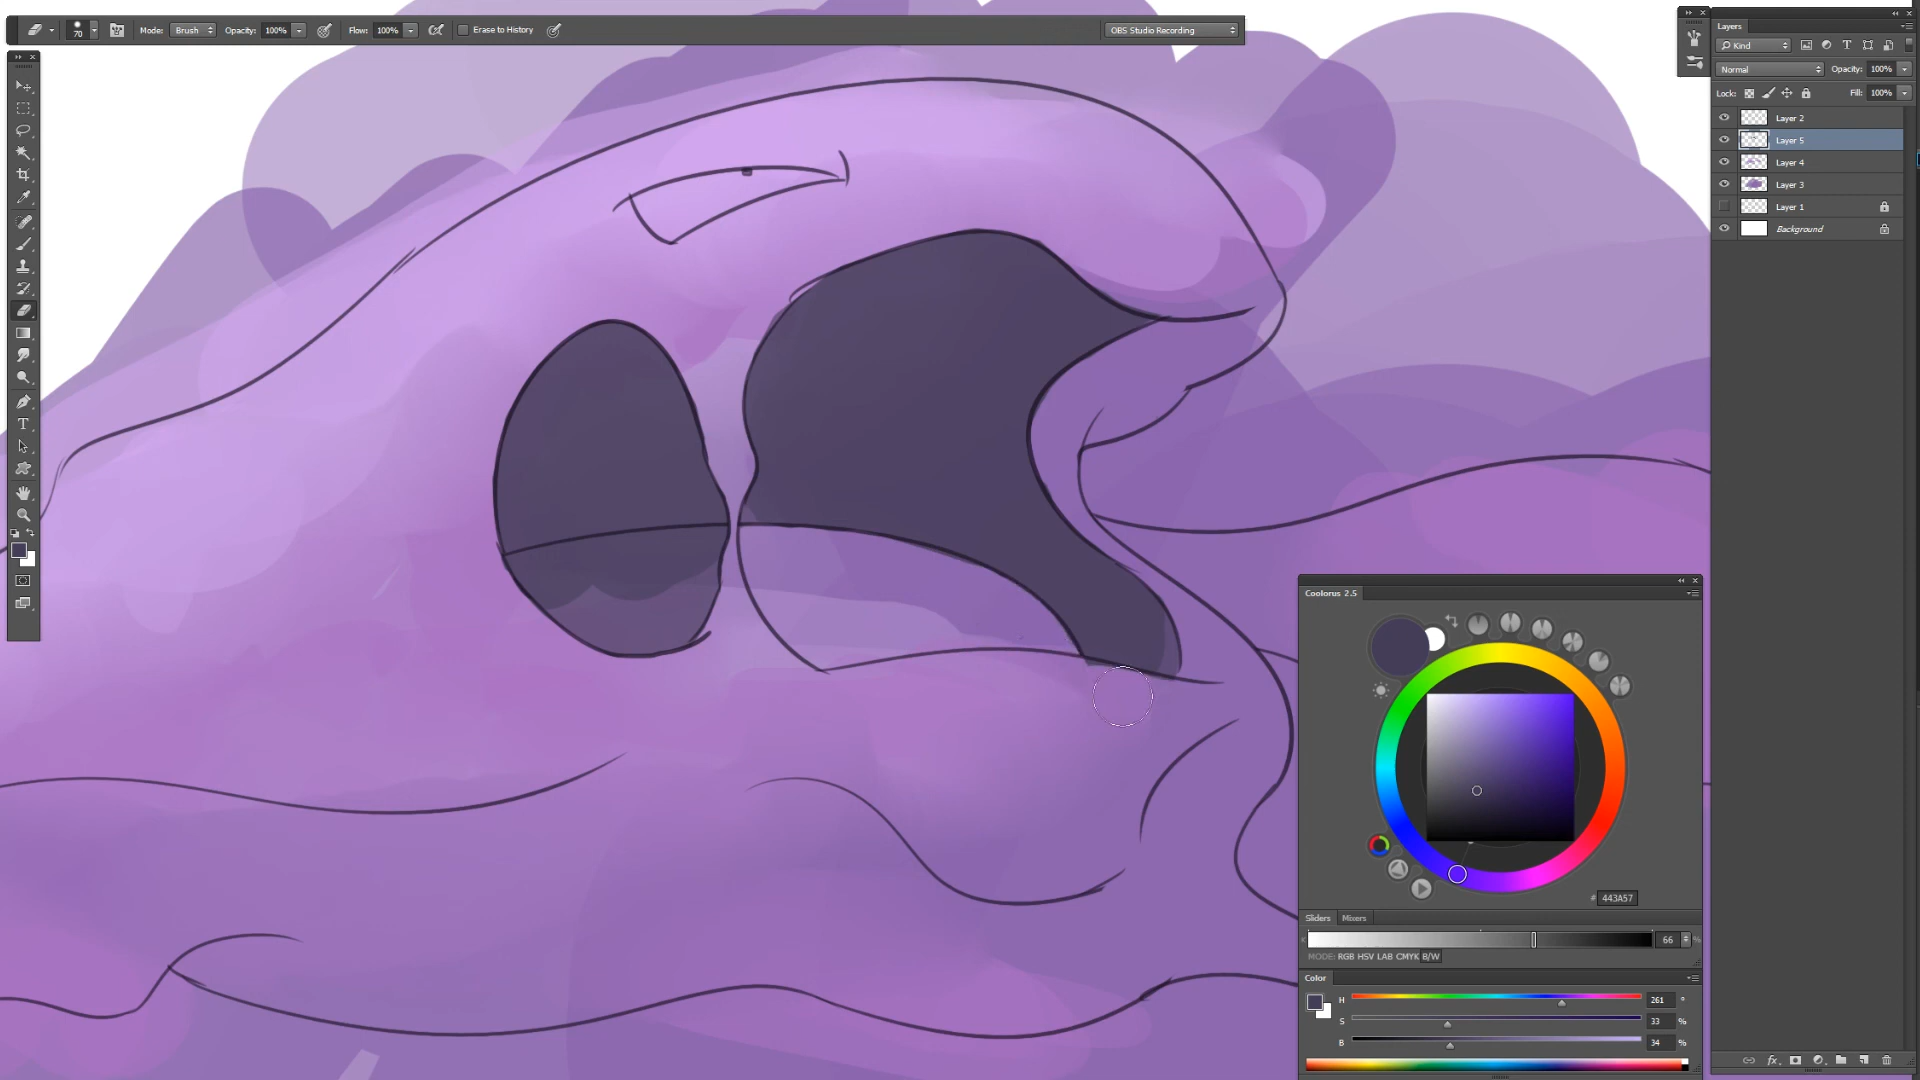 70 Mode: Brush Opacity: 100% Flow: 100% Erase to History OBS Studio Recording
Layers
Kind
Normal Opacity: 100%
Lock: Fill: 100%
Layer 2
Layer 5
Layer 4
Layer 3
Layer 1
Background
Coolorus 2.5
# 443A57
Sliders Mixers
K 66 %
MODE: RGB HSV LAB CMYK B/W
Color
H 261 °
S 33 %
B 34 %